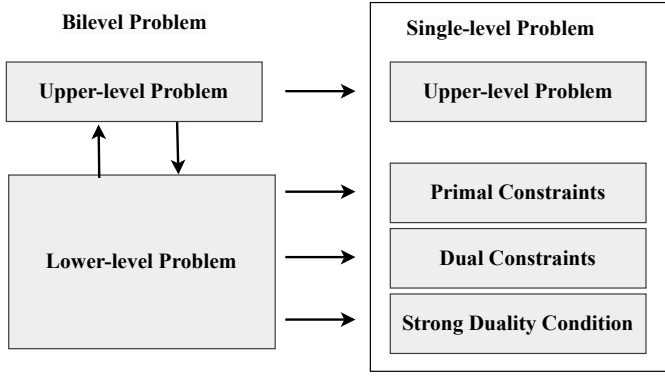 Bilevel Problem
Single-level Problem
Upper-level Problem
Upper-level Problem
Lower-level Problem
Primal Constraints
Dual Constraints
Strong Duality Condition